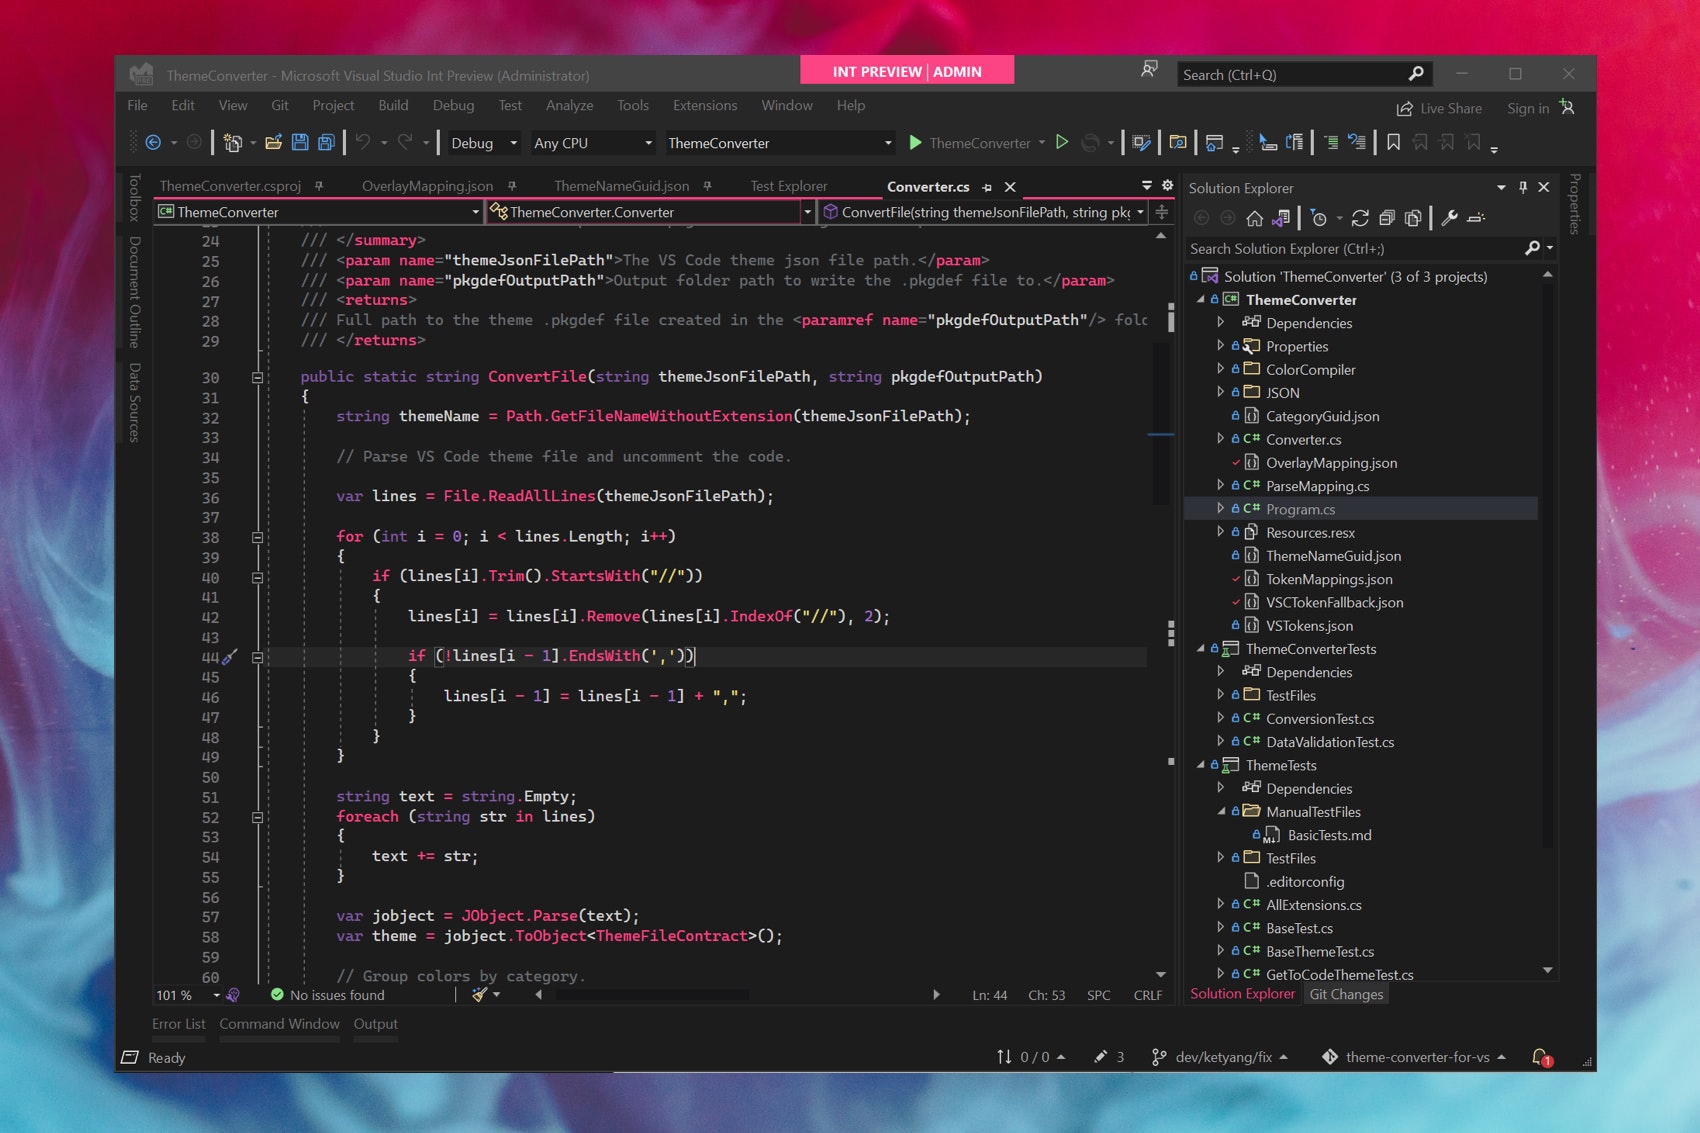 ThemeConverter - Microsoft Visual Studio Int Preview (Administrator)
INT PREVIEW | ADMIN
Search (Ctrl+Q)
File Edit View Git Project Build Debug Test Analyze Tools Extensions Window Help
Live Share Sign in
Debug Any CPU ThemeConverter ThemeConverter
Toolbox
Document Outline
Data Sources
ThemeConverter.csproj OverlayMapping.json ThemeNameGuid.json Test Explorer Converter.cs
ThemeConverter ThemeConverter.Converter ConvertFile(string themeJsonFilePath, string pkg
24 /// </summary>
25 /// <param name="themeJsonFilePath">The VS Code theme json file path.</param>
26 /// <param name="pkgdefOutputPath">Output folder path to write the .pkgdef file to.</param>
27 /// <returns>
28 /// Full path to the theme .pkgdef file created in the <paramref name="pkgdefOutputPath"/> fold
29 /// </returns>
30 public static string ConvertFile(string themeJsonFilePath, string pkgdefOutputPath)
31 {
32 string themeName = Path.GetFileNameWithoutExtension(themeJsonFilePath);
33
34 // Parse VS Code theme file and uncomment the code.
35
36 var lines = File.ReadAllLines(themeJsonFilePath);
37
38 for (int i = 0; i < lines.Length; i++)
39 {
40 if (lines[i].Trim().StartsWith("//"))
41 {
42 lines[i] = lines[i].Remove(lines[i].IndexOf("//"), 2);
43
44 if (!lines[i - 1].EndsWith(','))
45 {
46 lines[i - 1] = lines[i - 1] + ",";
47 }
48 }
49 }
50
51 string text = string.Empty;
52 foreach (string str in lines)
53 {
54 text += str;
55 }
56
57 var jobject = JObject.Parse(text);
58 var theme = jobject.ToObject<ThemeFileContract>();
59
60 // Group colors by category.
101 % No issues found Ln: 44 Ch: 53 SPC CRLF
Solution Explorer
Properties
Search Solution Explorer (Ctrl+;)
Solution 'ThemeConverter' (3 of 3 projects)
C# ThemeConverter
Dependencies
Properties
ColorCompiler
JSON
CategoryGuid.json
C# Converter.cs
OverlayMapping.json
C# ParseMapping.cs
C# Program.cs
Resources.resx
ThemeNameGuid.json
TokenMappings.json
VSCTokenFallback.json
VSTokens.json
ThemeConverterTests
Dependencies
TestFiles
C# ConversionTest.cs
C# DataValidationTest.cs
ThemeTests
Dependencies
ManualTestFiles
BasicTests.md
TestFiles
.editorconfig
C# AllExtensions.cs
C# BaseTest.cs
C# BaseThemeTest.cs
C# GetToCodeThemeTest.cs
Solution Explorer Git Changes
Error List Command Window Output
Ready 0 / 0 3 dev/ketyang/fix theme-converter-for-vs 1